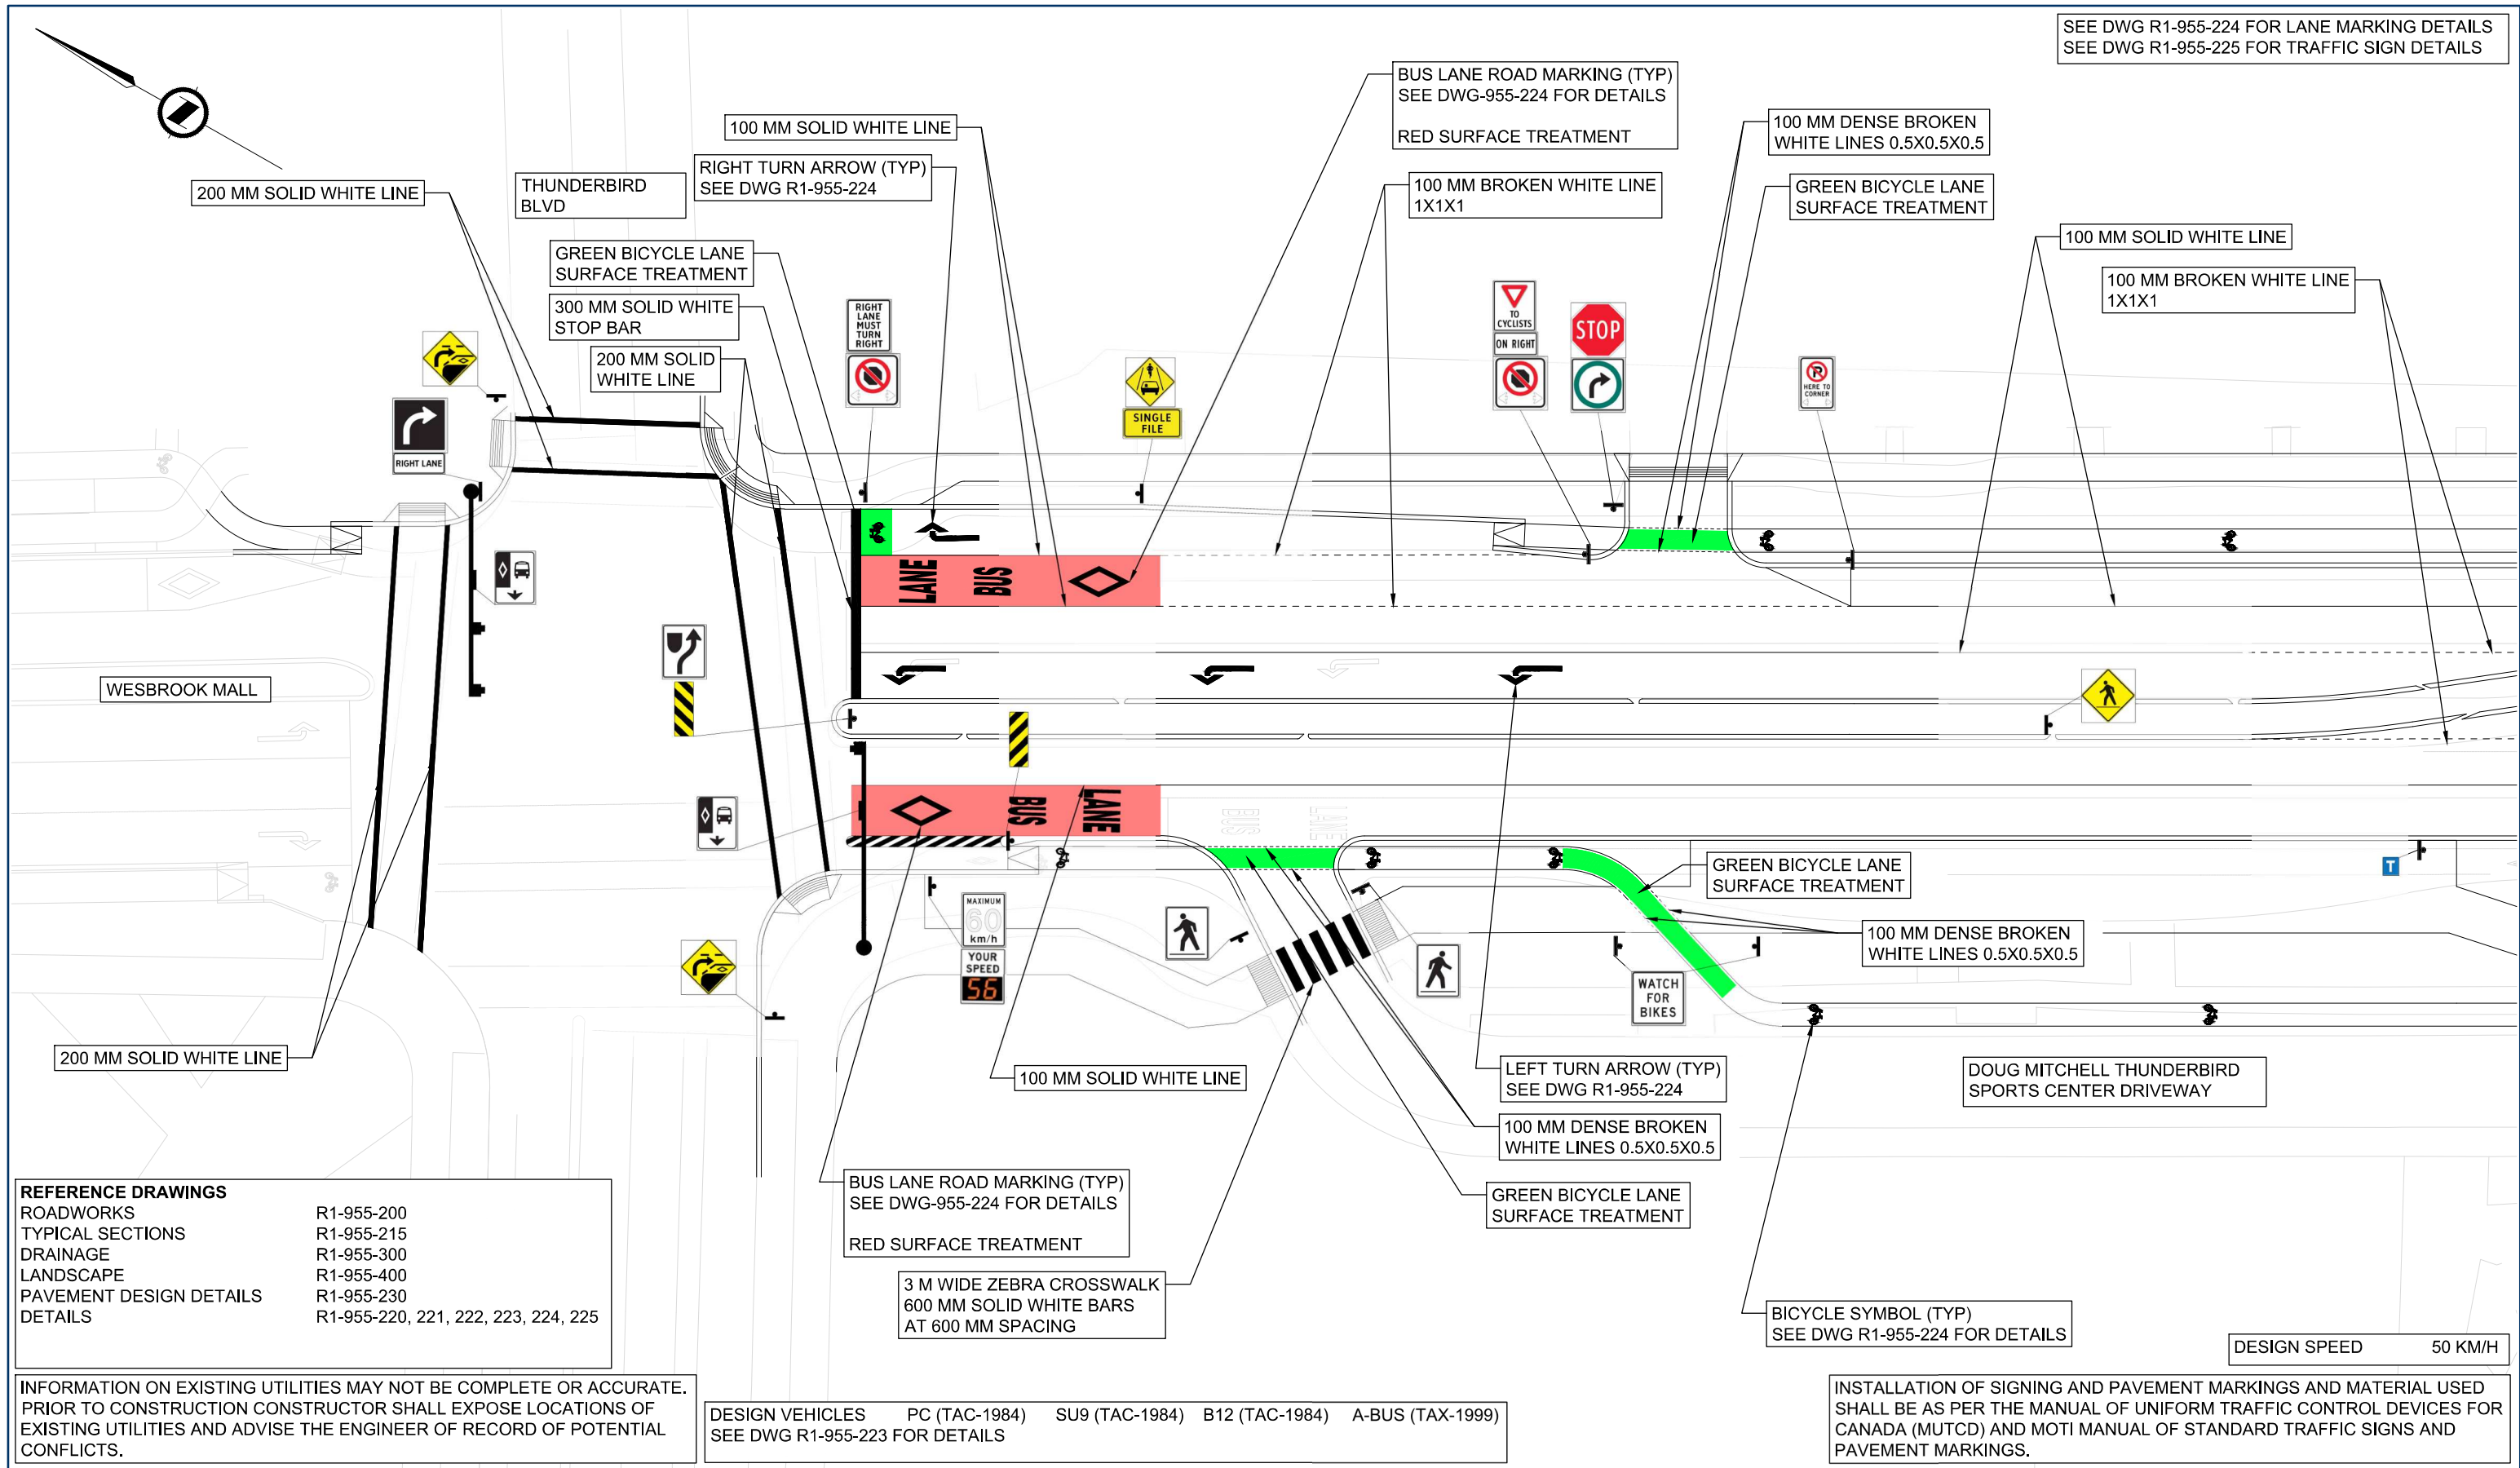 SEE DWG R1-955-224 FOR LANE MARKING DETAILS
SEE DWG R1-955-225 FOR TRAFFIC SIGN DETAILS
BUS LANE ROAD MARKING (TYP)
SEE DWG-955-224 FOR DETAILS
RED SURFACE TREATMENT
100 MM SOLID WHITE LINE
100 MM DENSE BROKEN
WHITE LINES 0.5X0.5X0.5
RIGHT TURN ARROW (TYP)
SEE DWG R1-955-224
200 MM SOLID WHITE LINE
THUNDERBIRD
BLVD
100 MM BROKEN WHITE LINE
1X1X1
GREEN BICYCLE LANE
SURFACE TREATMENT
100 MM SOLID WHITE LINE
GREEN BICYCLE LANE
SURFACE TREATMENT
100 MM BROKEN WHITE LINE
1X1X1
300 MM SOLID WHITE
STOP BAR
RIGHT
LANE
MUST
TURN
RIGHT
TO
CYCLISTS
ON RIGHT
STOP
200 MM SOLID
WHITE LINE
P
HERE TO
CORNER
SINGLE
FILE
RIGHT LANE
LANE
BUS
WESBROOK MALL
BUS
LANE
BUS
LANE
T
GREEN BICYCLE LANE
SURFACE TREATMENT
MAXIMUM
60
km/h
YOUR
SPEED
56
100 MM DENSE BROKEN
WHITE LINES 0.5X0.5X0.5
WATCH
FOR
BIKES
200 MM SOLID WHITE LINE
100 MM SOLID WHITE LINE
LEFT TURN ARROW (TYP)
SEE DWG R1-955-224
DOUG MITCHELL THUNDERBIRD
SPORTS CENTER DRIVEWAY
100 MM DENSE BROKEN
WHITE LINES 0.5X0.5X0.5
BUS LANE ROAD MARKING (TYP)
SEE DWG-955-224 FOR DETAILS
RED SURFACE TREATMENT
GREEN BICYCLE LANE
SURFACE TREATMENT
REFERENCE DRAWINGS
ROADWORKS R1-955-200
TYPICAL SECTIONS R1-955-215
DRAINAGE R1-955-300
LANDSCAPE R1-955-400
PAVEMENT DESIGN DETAILS R1-955-230
DETAILS R1-955-220, 221, 222, 223, 224, 225
3 M WIDE ZEBRA CROSSWALK
600 MM SOLID WHITE BARS
AT 600 MM SPACING
BICYCLE SYMBOL (TYP)
SEE DWG R1-955-224 FOR DETAILS
DESIGN SPEED 50 KM/H
INFORMATION ON EXISTING UTILITIES MAY NOT BE COMPLETE OR ACCURATE.
PRIOR TO CONSTRUCTION CONSTRUCTOR SHALL EXPOSE LOCATIONS OF
EXISTING UTILITIES AND ADVISE THE ENGINEER OF RECORD OF POTENTIAL
CONFLICTS.
DESIGN VEHICLES PC (TAC-1984) SU9 (TAC-1984) B12 (TAC-1984) A-BUS (TAX-1999)
SEE DWG R1-955-223 FOR DETAILS
INSTALLATION OF SIGNING AND PAVEMENT MARKINGS AND MATERIAL USED
SHALL BE AS PER THE MANUAL OF UNIFORM TRAFFIC CONTROL DEVICES FOR
CANADA (MUTCD) AND MOTI MANUAL OF STANDARD TRAFFIC SIGNS AND
PAVEMENT MARKINGS.